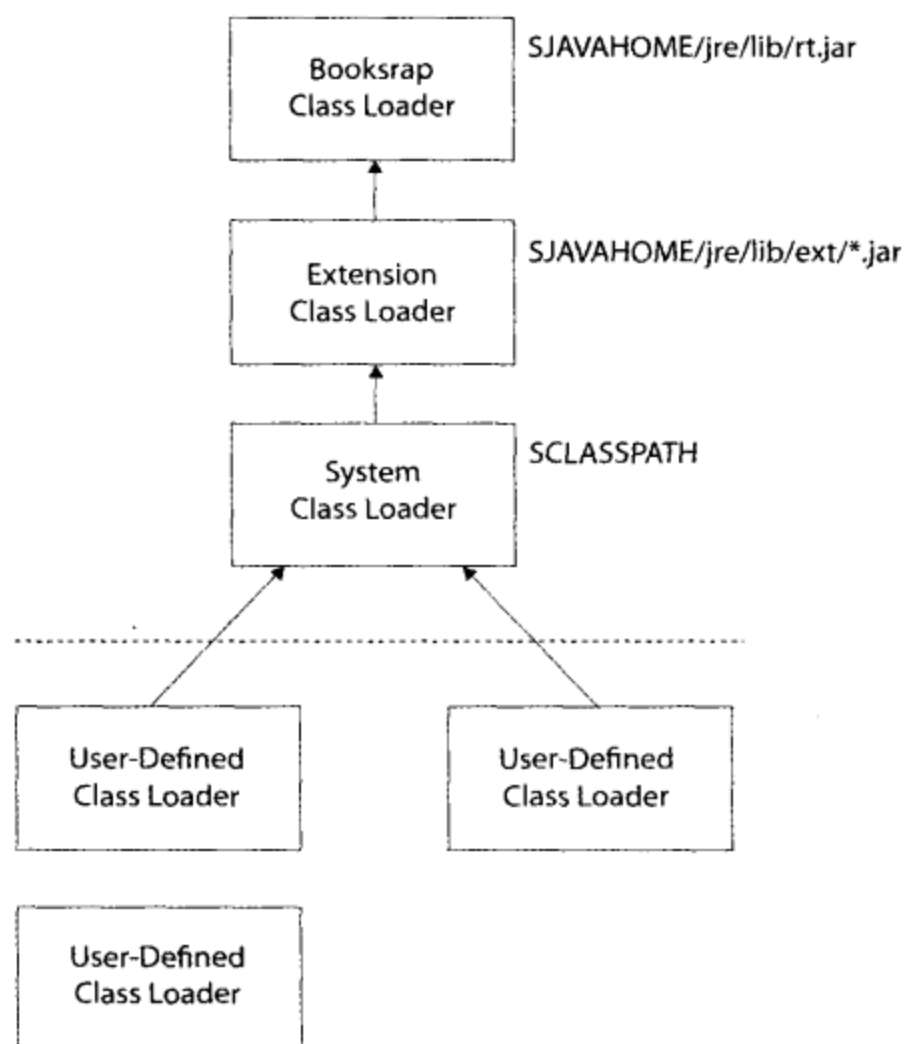 Booksrap
Class Loader
SJAVAHOME/jre/lib/rt.jar
Extension
Class Loader
SJAVAHOME/jre/lib/ext/*.jar
System
Class Loader
SCLASSPATH
User-Defined
Class Loader
User-Defined
Class Loader
User-Defined
Class Loader